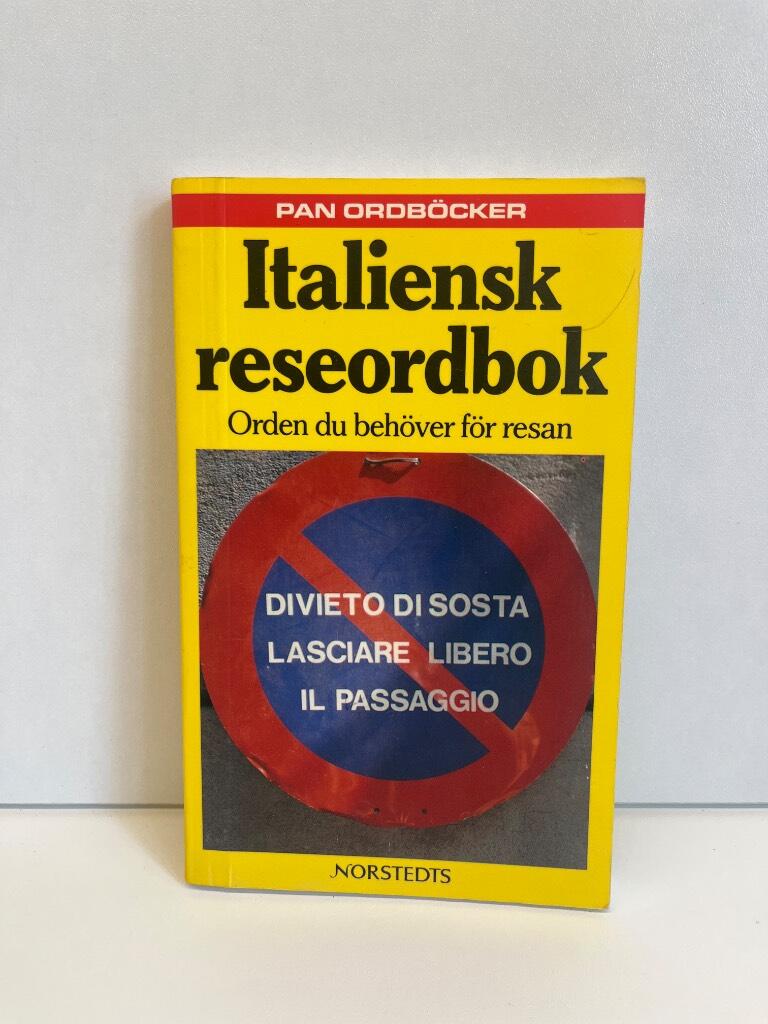 PAN ORDBÖCKER
Italiensk
reseordbok
Orden du behöver för resan
DIVIETO DI SOSTA
LASCIARE LIBERO
IL PASSAGGIO
NORSTEDTS